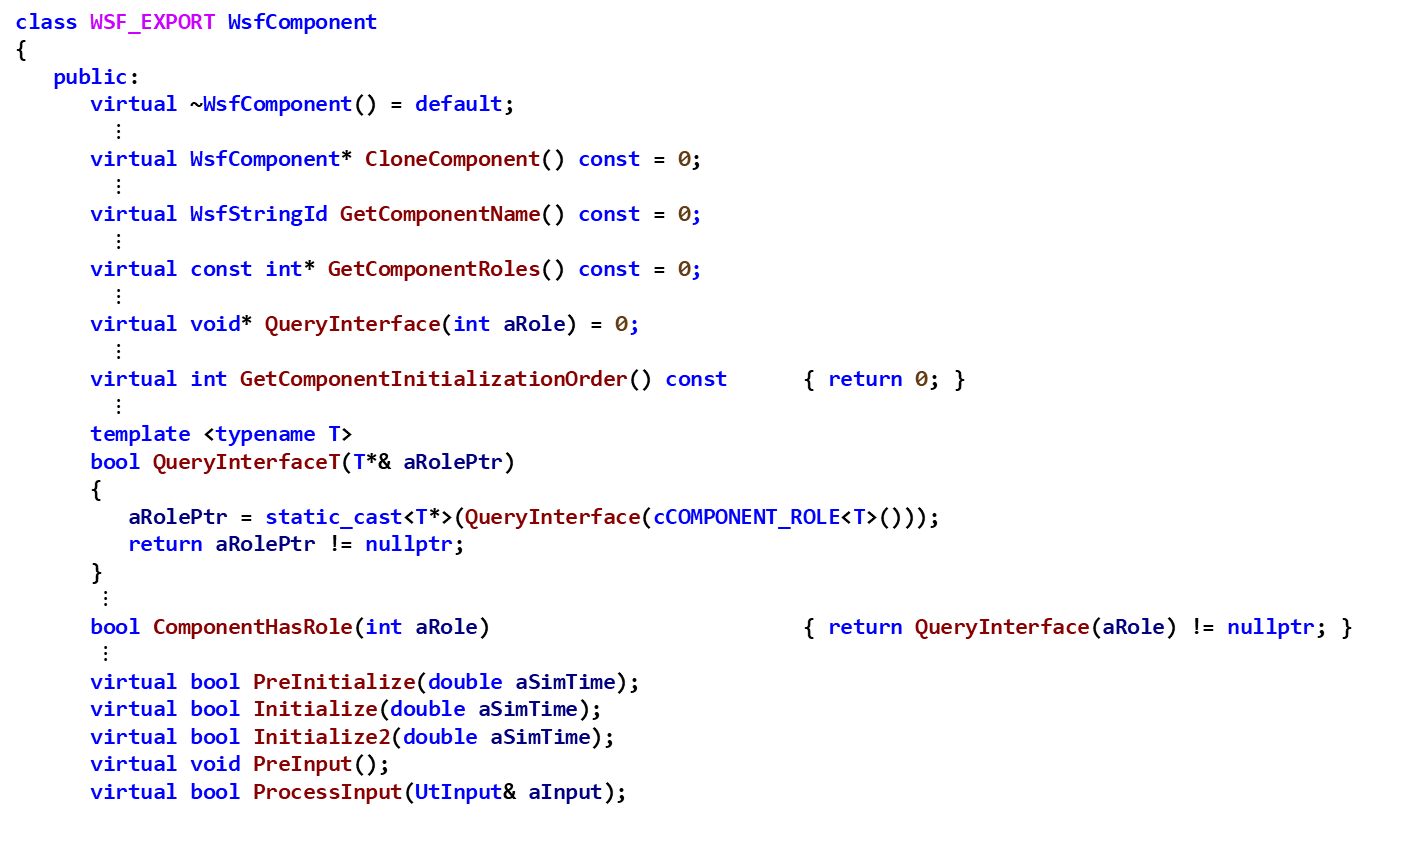 class WSF_EXPORT WsfComponent
{
   public:
      virtual ~WsfComponent() = default;
        ⋮
      virtual WsfComponent* CloneComponent() const = 0;
        ⋮
      virtual WsfStringId GetComponentName() const = 0;
        ⋮
      virtual const int* GetComponentRoles() const = 0;
        ⋮
      virtual void* QueryInterface(int aRole) = 0;
        ⋮
      virtual int GetComponentInitializationOrder() const      { return 0; }
        ⋮
      template <typename T>
      bool QueryInterfaceT(T*& aRolePtr)
      {
         aRolePtr = static_cast<T*>(QueryInterface(cCOMPONENT_ROLE<T>()));
         return aRolePtr != nullptr;
      }
       ⋮
      bool ComponentHasRole(int aRole)                         { return QueryInterface(aRole) != nullptr; }
       ⋮
      virtual bool PreInitialize(double aSimTime);
      virtual bool Initialize(double aSimTime);
      virtual bool Initialize2(double aSimTime);
      virtual void PreInput();
      virtual bool ProcessInput(UtInput& aInput);